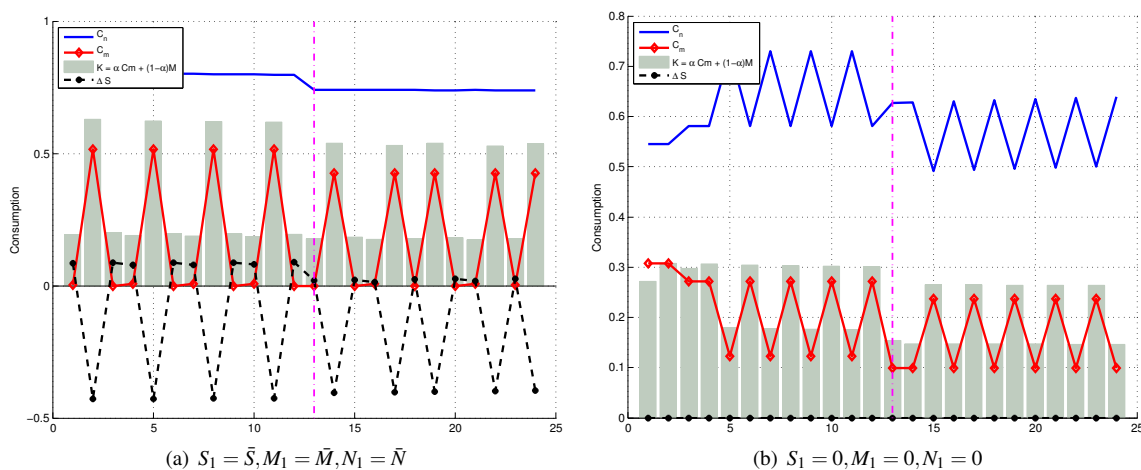 1
0.5
0
−0.5
0
5
10
15
20
25
Consumption
C_n
C_m
K = α Cm + (1−α)M
Δ S
(a) S_1 = S̄, M_1 = M̄, N_1 = N̄
0.8
0.7
0.6
0.5
0.4
0.3
0.2
0.1
0
0
5
10
15
20
25
Consumption
C_n
C_m
K = α Cm + (1−α)M
Δ S
(b) S_1 = 0, M_1 = 0, N_1 = 0